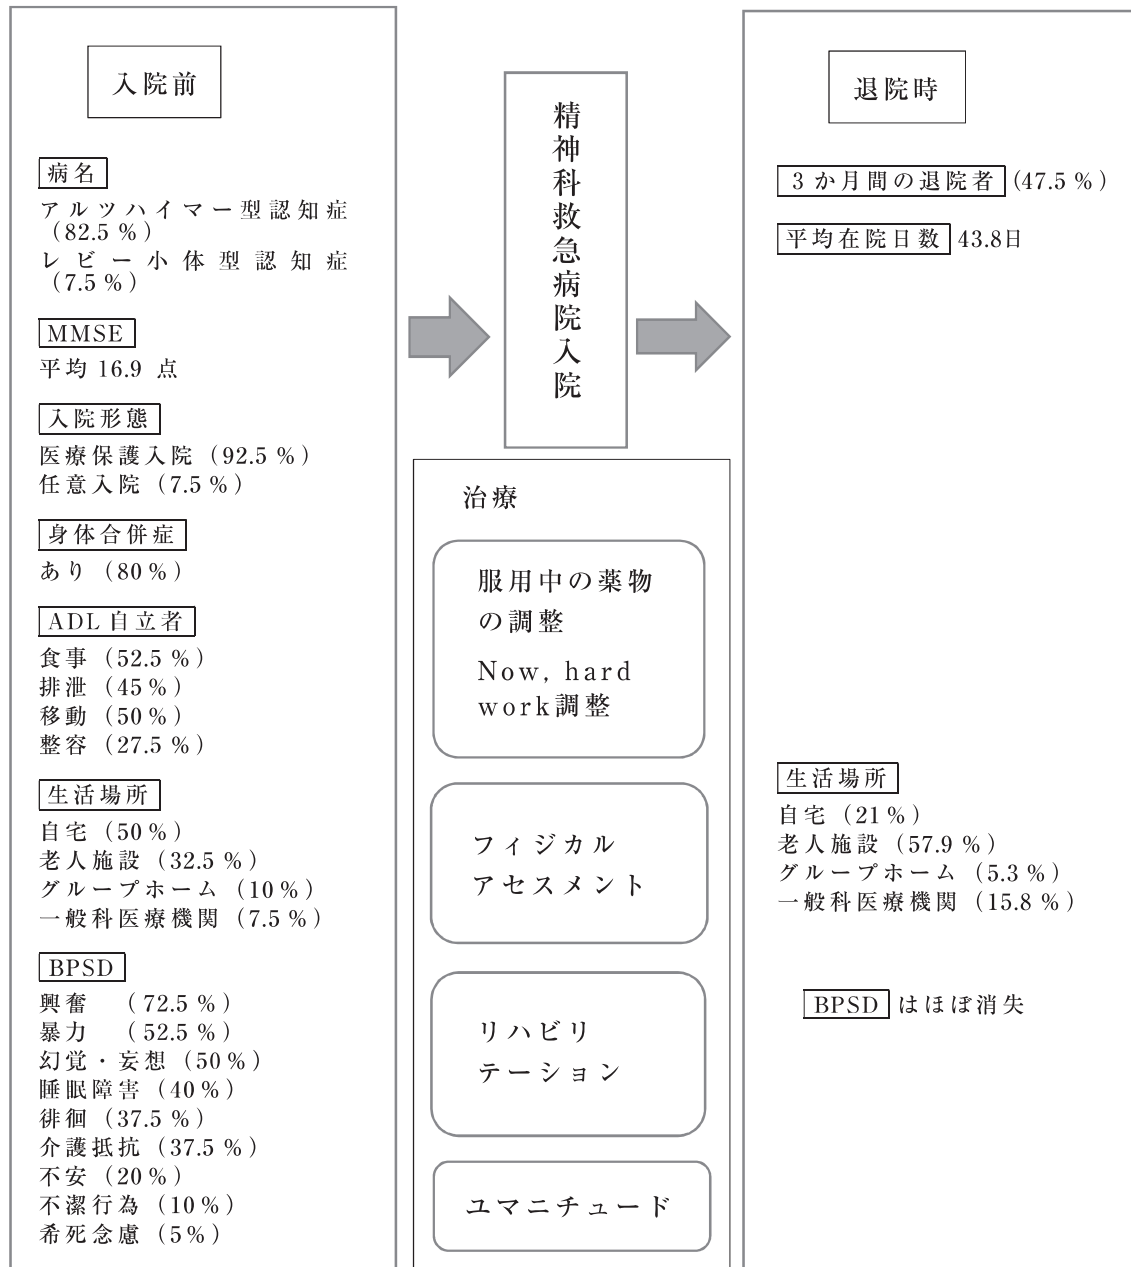 入院前
病名
アルツハイマー型認知症
（82.5 %）
レビー小体型認知症
（7.5 %）
MMSE
平均 16.9 点
入院形態
医療保護入院（92.5 %）
任意入院（7.5 %）
身体合併症
あり（80 %）
ADL 自立者
食事（52.5 %）
排泄（45 %）
移動（50 %）
整容（27.5 %）
生活場所
自宅（50 %）
老人施設（32.5 %）
グループホーム（10 %）
一般科医療機関（7.5 %）
BPSD
興奮　（72.5 %）
暴力　（52.5 %）
幻覚・妄想（50 %）
睡眠障害（40 %）
徘徊（37.5 %）
介護抵抗（37.5 %）
不安（20 %）
不潔行為（10 %）
希死念慮（5 %）
精神科救急病院入院
治療
服用中の薬物
の調整
Now, hard
work調整
フィジカル
アセスメント
リハビリ
テーション
ユマニチュード
退院時
3 か月間の退院者 (47.5 %)
平均在院日数 43.8日
生活場所
自宅（21 %）
老人施設（57.9 %）
グループホーム（5.3 %）
一般科医療機関（15.8 %）
BPSD はほぼ消失